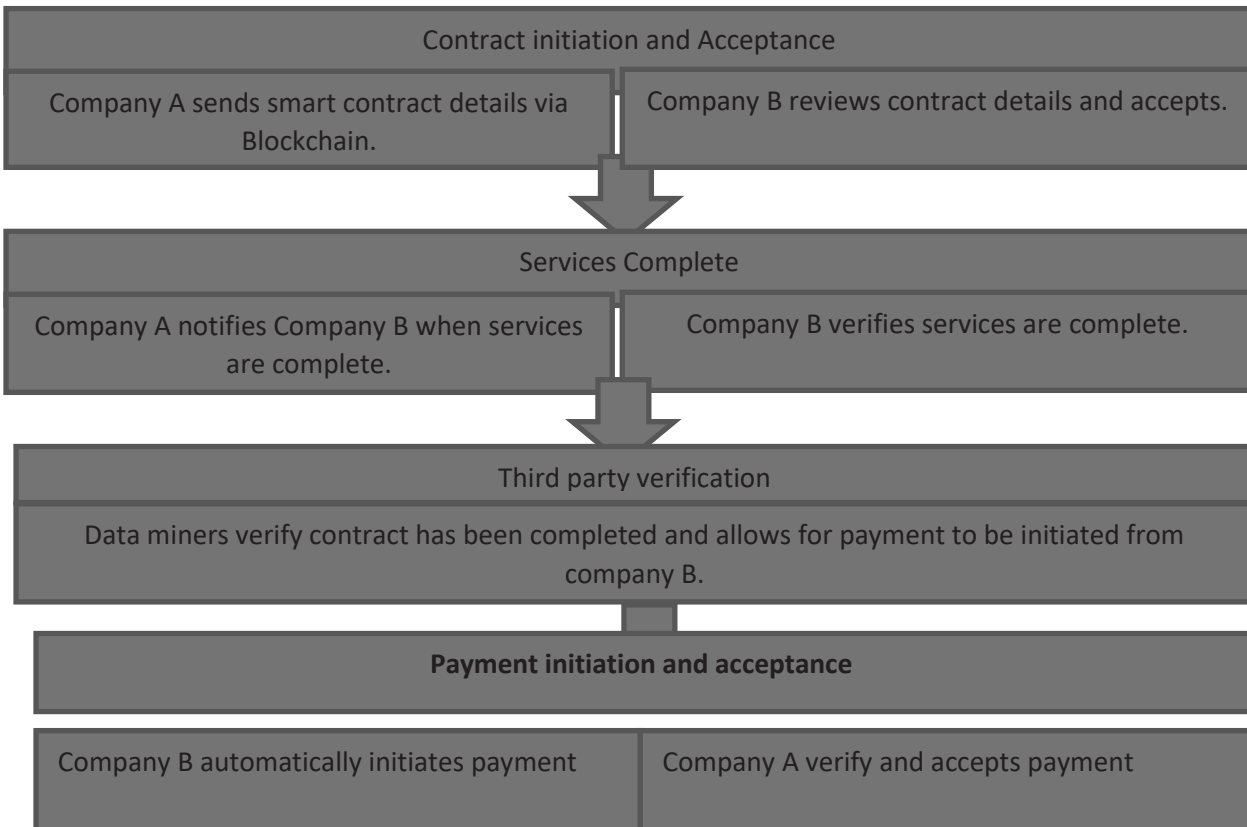 Contract initiation and Acceptance
Company A sends smart contract details via
Blockchain.
Company B reviews contract details and accepts.
Services Complete
Company A notifies Company B when services
are complete.
Company B verifies services are complete.
Third party verification
Data miners verify contract has been completed and allows for payment to be initiated from
company B.
Payment initiation and acceptance
Company B automatically initiates payment
Company A verify and accepts payment